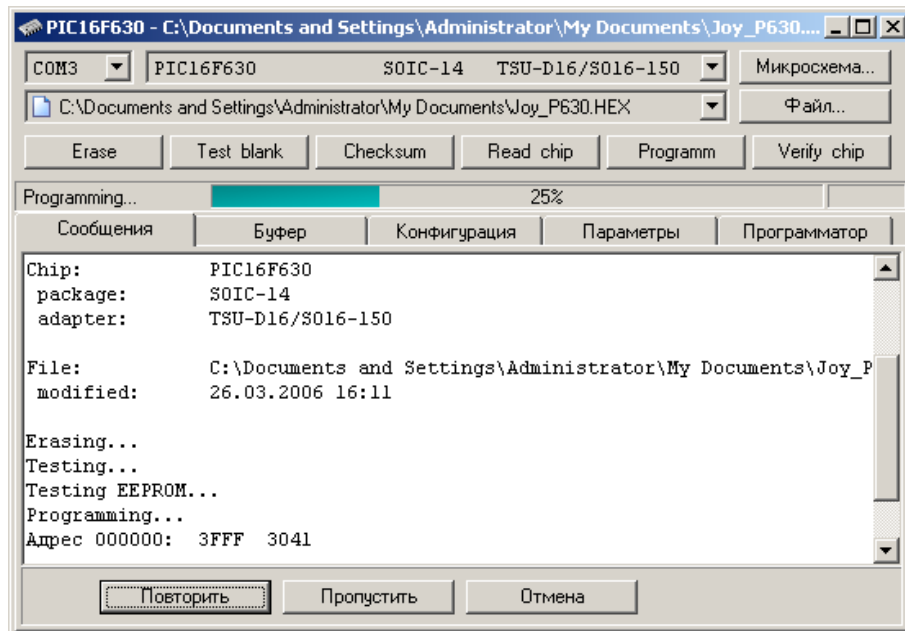 PIC16F630 - C:\Documents and Settings\Administrator\My Documents\Joy_P630....
COM3 PIC16F630 SOIC-14 TSU-D16/SO16-150 Микросхема...
C:\Documents and Settings\Administrator\My Documents\Joy_P630.HEX Файл...
Erase Test blank Checksum Read chip Programm Verify chip
Programming... 25%
Сообщения Буфер Конфигурация Параметры Программатор
Chip: PIC16F630
package: SOIC-14
adapter: TSU-D16/SO16-150
File: C:\Documents and Settings\Administrator\My Documents\Joy_P
modified: 26.03.2006 16:11
Erasing...
Testing...
Testing EEPROM...
Programming...
Адрес 000000: 3FFF 3041
Повторить Пропустить Отмена